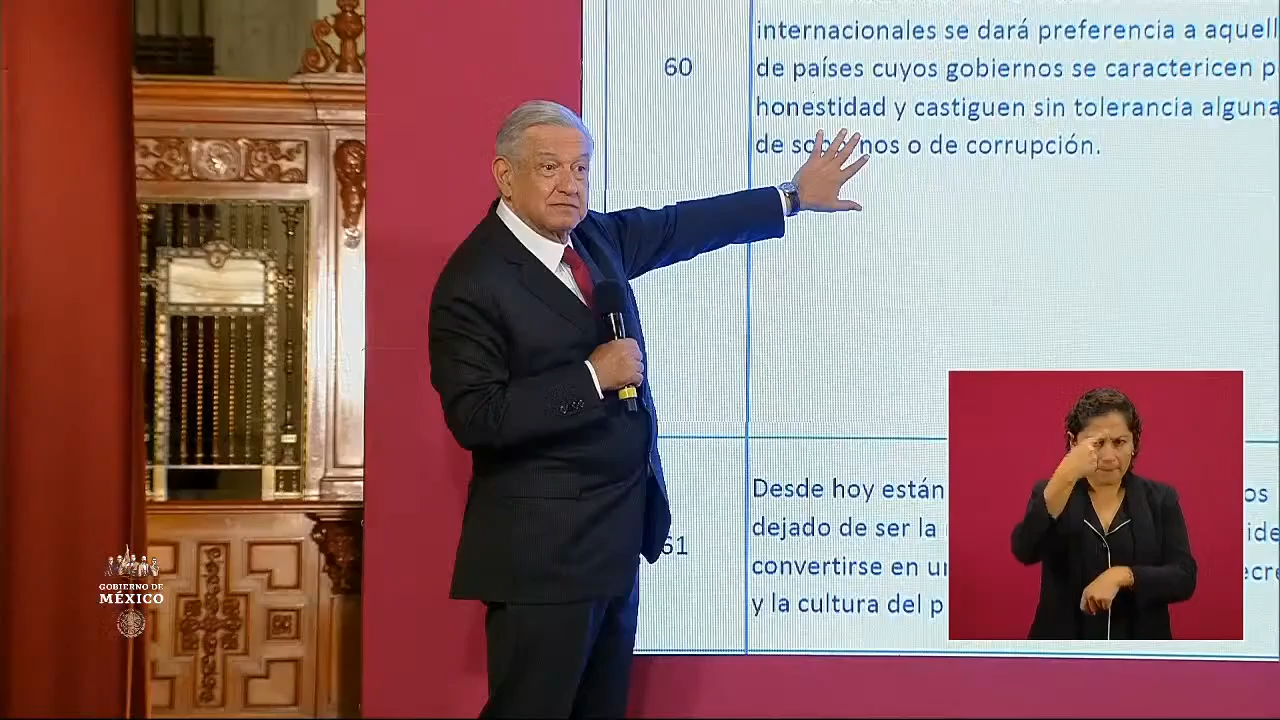 60
internacionales se dará preferencia a aquell
de países cuyos gobiernos se caractericen p
honestidad y castiguen sin tolerancia alguna
de nos o de corrupción.
61
Desde hoy están os
dejado de ser la ide
convertirse en un ecre
y la cultura del p
GOBIERNO DE
MÉXICO